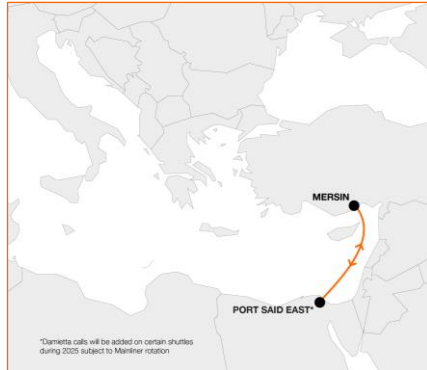 MERSIN
PORT SAID EAST*
*Damietta calls will be added on certain shuttles
during 2025 subject to Mainliner rotation